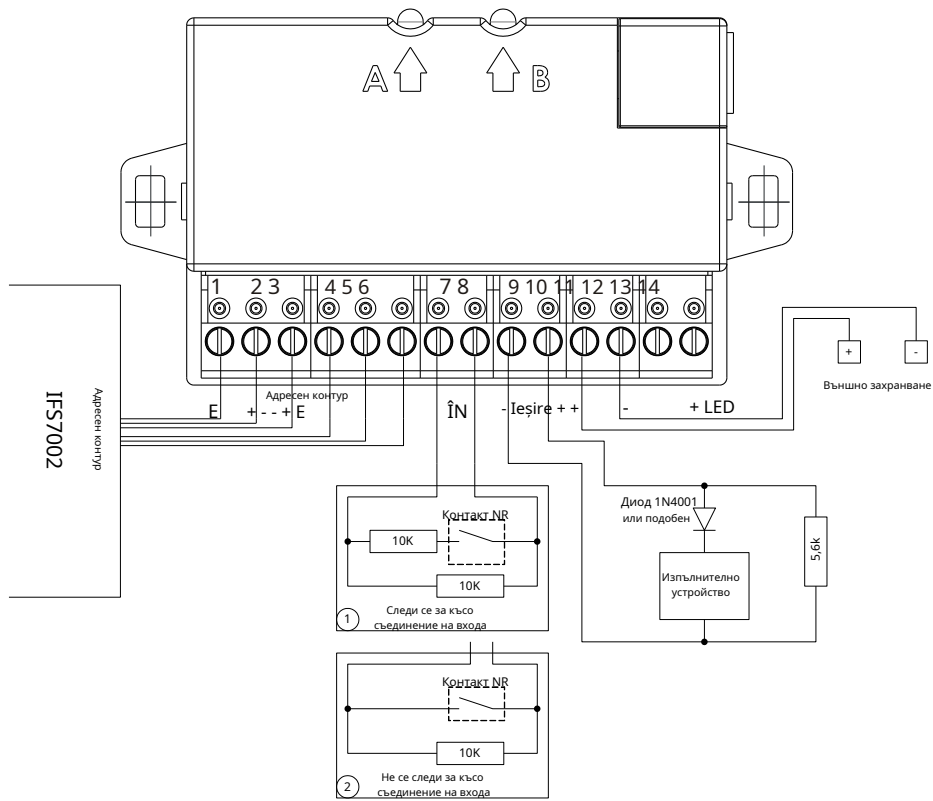 A B
1 2 3 4 5 6 7 8 9 10 11 12 13 14
+ -
Външно захранване
Адресен контур
E + - - + E ÎN - Ieșire + + - + LED
IFS7002
Адресен контур
Контакт NR
10K
10K
1
Следи се за късо
съединение на входа
Диод 1N4001
или подобен
5,6k
Изпълнително
устройство
Контакт NR
10K
2
Не се следи за късо
съединение на входа